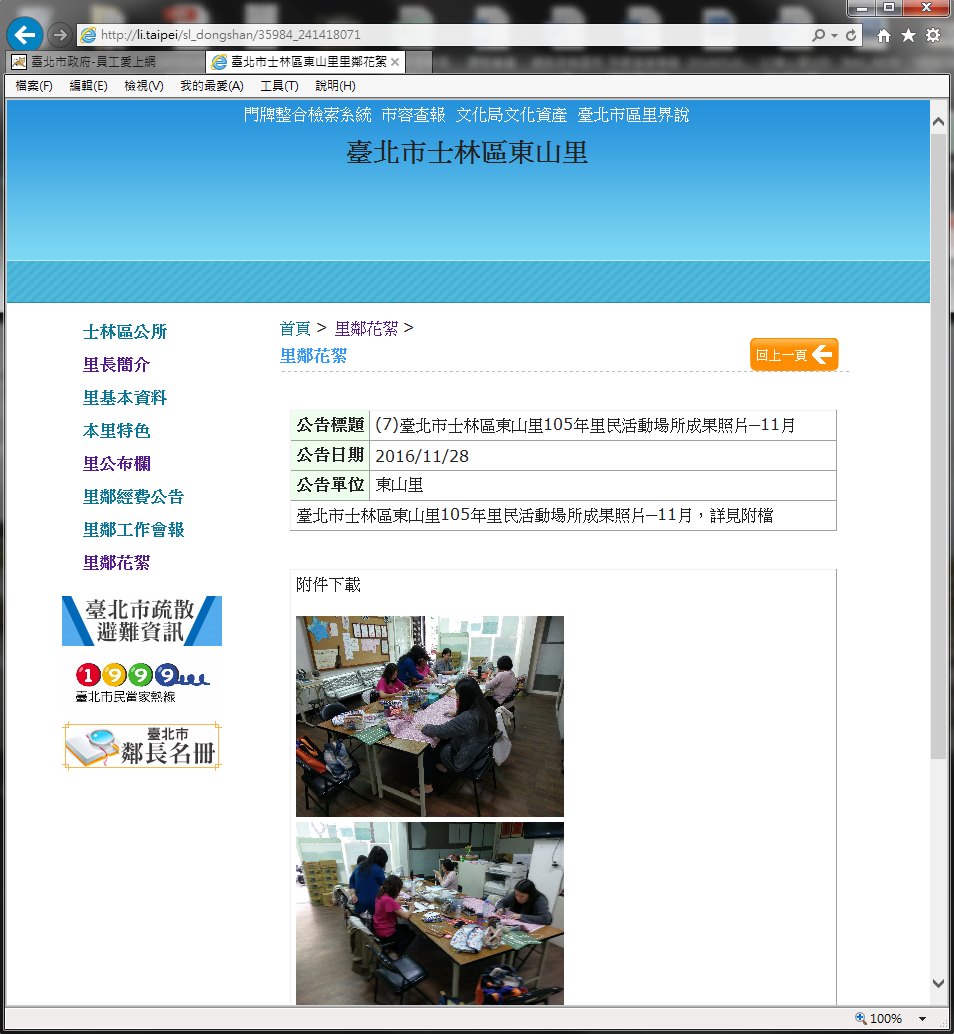 http://li.taipei/sl_dongshan/35984_241418071
臺北市政府-員工愛上網
臺北市士林區東山里里鄰花絮
檔案(F) 編輯(E) 檢視(V) 我的最愛(A) 工具(T) 說明(H)
門牌整合檢索系統 市容查報 文化局文化資產 臺北市區里界說
臺北市士林區東山里
士林區公所
里長簡介
里基本資料
本里特色
里公布欄
里鄰經費公告
里鄰工作會報
里鄰花絮
臺北市疏散
避難資訊
1999
臺北市民當家熱線
臺北市
鄰長名冊
首頁 > 里鄰花絮 >
里鄰花絮
回上一頁
公告標題 (7)臺北市士林區東山里105年里民活動場所成果照片─11月
公告日期 2016/11/28
公告單位 東山里
臺北市士林區東山里105年里民活動場所成果照片─11月，詳見附檔
附件下載
100%